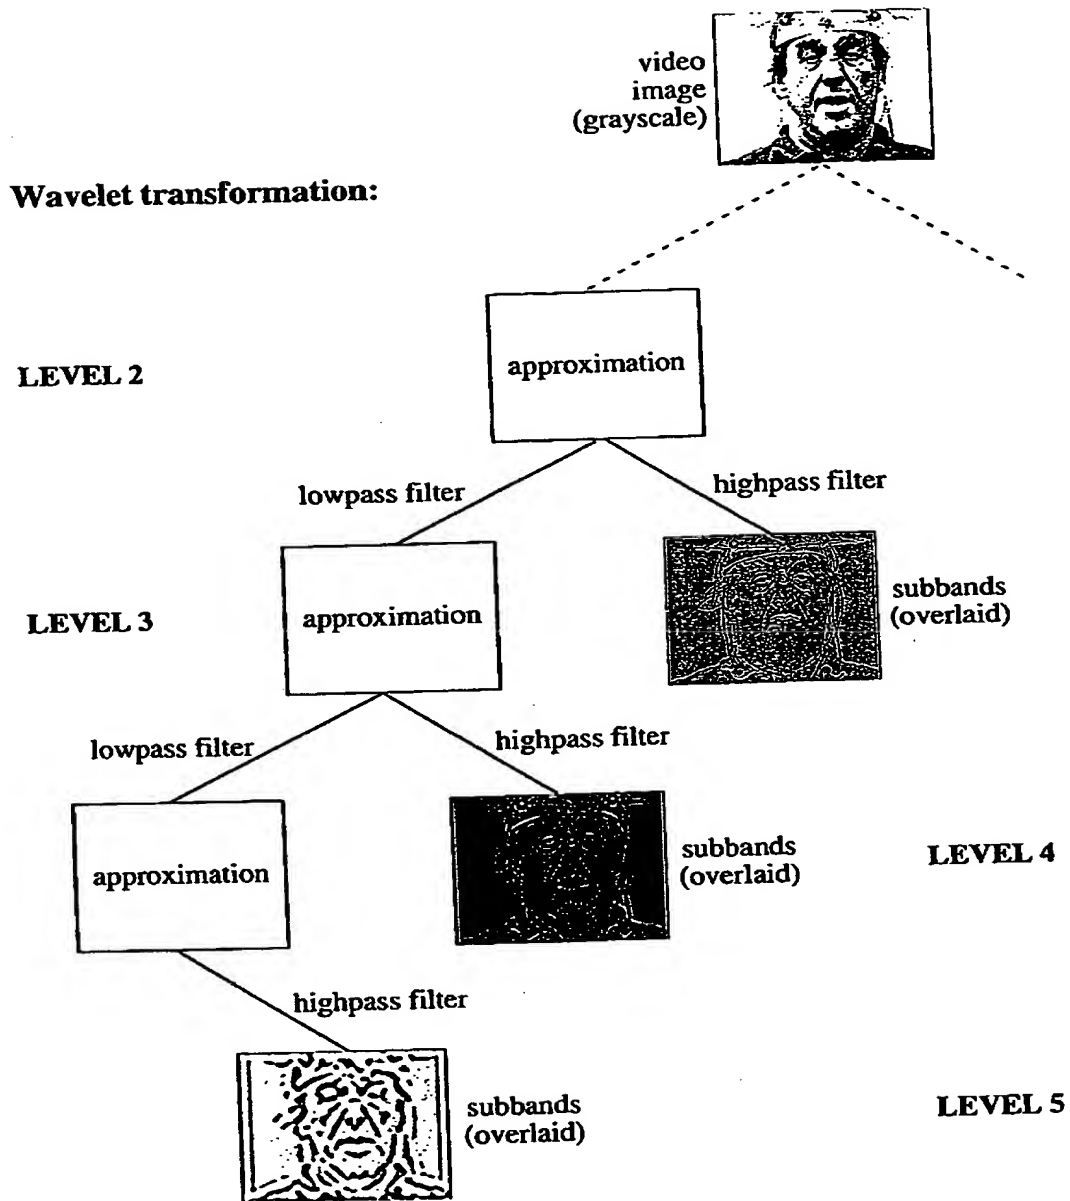 video
image
(grayscale)
Wavelet transformation:
approximation
LEVEL 2
lowpass filter
highpass filter
approximation
LEVEL 3
subbands
(overlaid)
lowpass filter
highpass filter
approximation
subbands
(overlaid)
LEVEL 4
highpass filter
subbands
(overlaid)
LEVEL 5